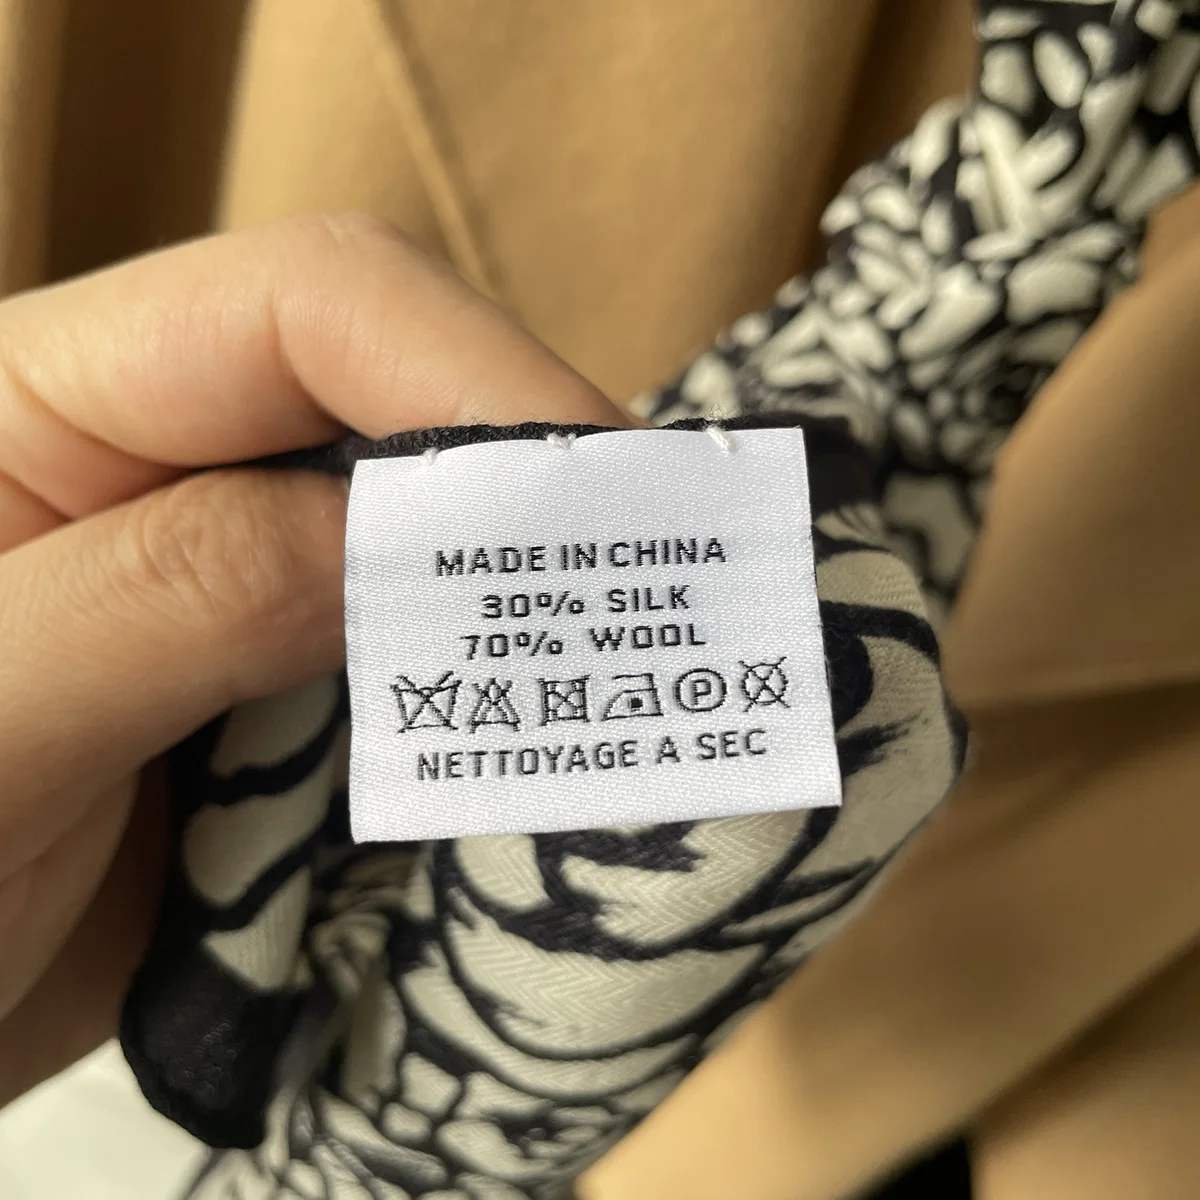 MADE IN CHINA
30% SILK
70% WOOL
P
NETTOYAGE A SEC